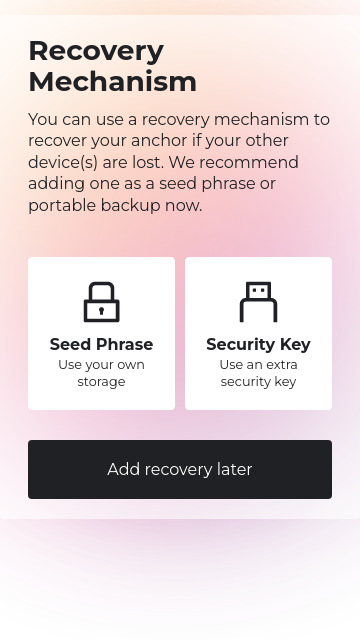 Recovery
Mechanism
You can use a recovery mechanism to
recover your anchor if your other
device(s) are lost. We recommend
adding one as a seed phrase or
portable backup now.
Seed Phrase
Use your own
storage
Security Key
Use an extra
security key
Add recovery later